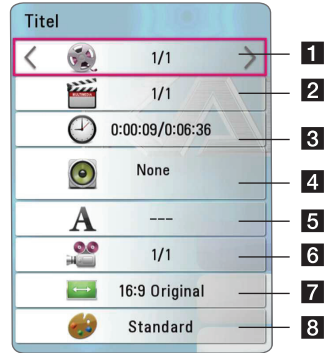 Titel
1/1 1
1/1 2
0:00:09/0:06:36 3
None 4
A --- 5
1/1 6
16:9 Original 7
Standard 8